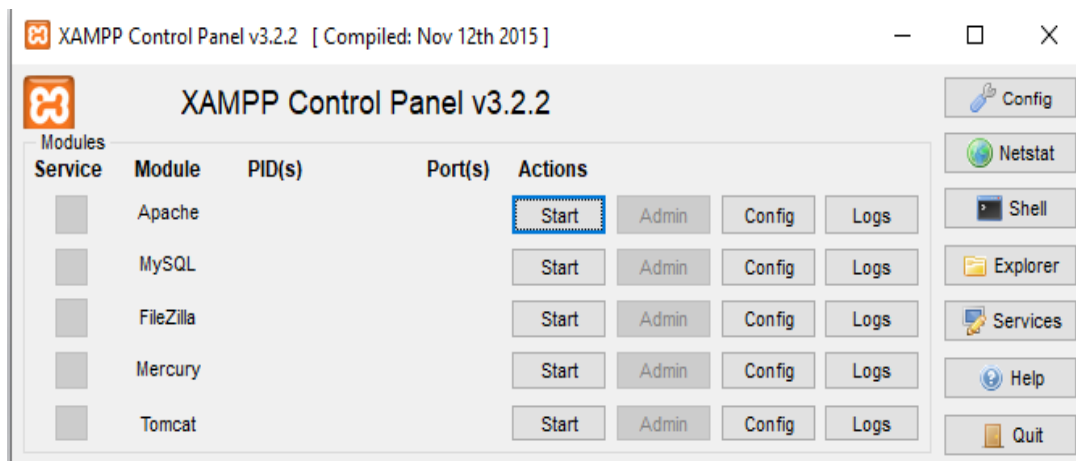 XAMPP Control Panel v3.2.2 [ Compiled: Nov 12th 2015 ]
XAMPP Control Panel v3.2.2
Config
Modules
Netstat
Service Module PID(s) Port(s) Actions
Apache Start Admin Config Logs
Shell
MySQL Start Admin Config Logs
Explorer
FileZilla Start Admin Config Logs
Services
Mercury Start Admin Config Logs
Help
Tomcat Start Admin Config Logs
Quit